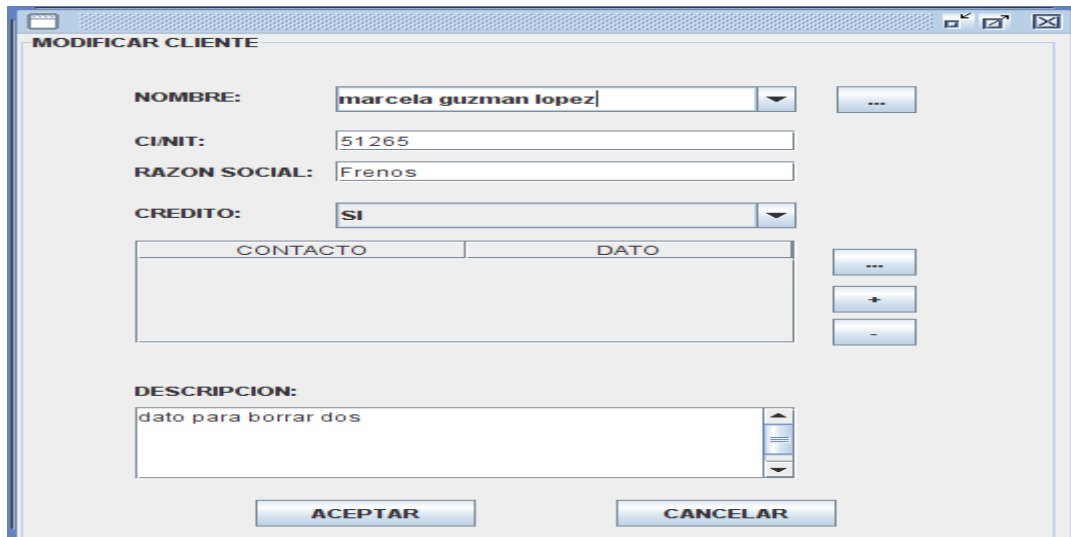 MODIFICAR CLIENTE
NOMBRE: marcela guzman lopez ...
CI/NIT: 51265
RAZON SOCIAL: Frenos
CREDITO: SI
CONTACTO DATO
...
+
-
DESCRIPCION:
dato para borrar dos
ACEPTAR CANCELAR